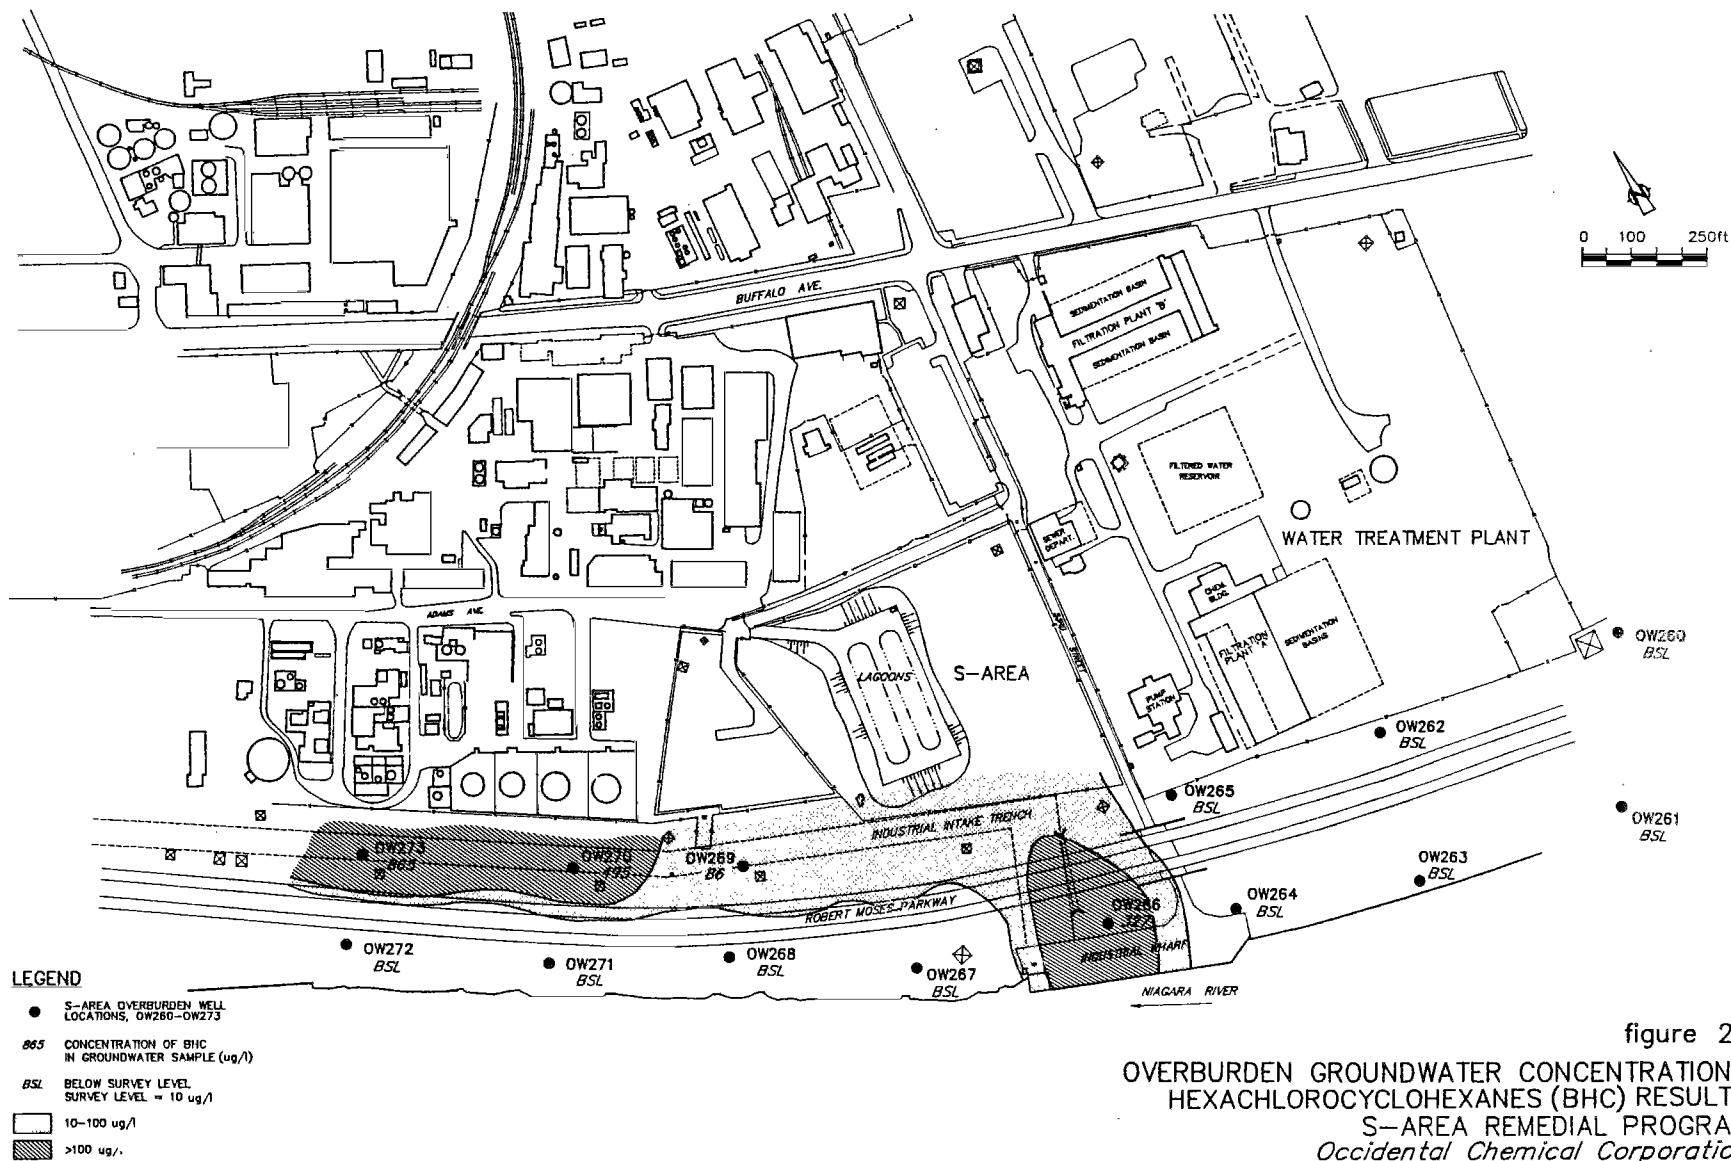 0 100 250ft
BUFFALO AVE.
SEDIMENTATION BASIN
FILTRATION PLANT "B"
SEDIMENTATION BASIN
FILTERED WATER
RESERVOIR
WATER TREATMENT PLANT
SEWER
DEPART.
CHEM.
BLDG.
ADAMS AVE.
STREET
FILTRATION
PLANT "A"
SEDIMENTATION
BASINS
OW260
BSL
LAGOONS
S-AREA
PUMP
STATION
OW262
BSL
OW265
BSL
OW261
BSL
INDUSTRIAL INTAKE TRENCH
OW273
865
OW270
495
OW269
86
OW263
BSL
ROBERT MOSES PARKWAY
OW266
OW264
BSL
OW272
BSL
OW271
BSL
OW268
BSL
OW267
BSL
INDUSTRIAL WHARF
NIAGARA RIVER
LEGEND
S-AREA OVERBURDEN WELL
LOCATIONS, OW260-OW273
865 CONCENTRATION OF BHC
IN GROUNDWATER SAMPLE (ug/l)
BSL BELOW SURVEY LEVEL
SURVEY LEVEL = 10 ug/l
10-100 ug/l
>100 ug/.
figure 2
OVERBURDEN GROUNDWATER CONCENTRATION
HEXACHLOROCYCLOHEXANES (BHC) RESULT
S-AREA REMEDIAL PROGRA
Occidental Chemical Corporatio